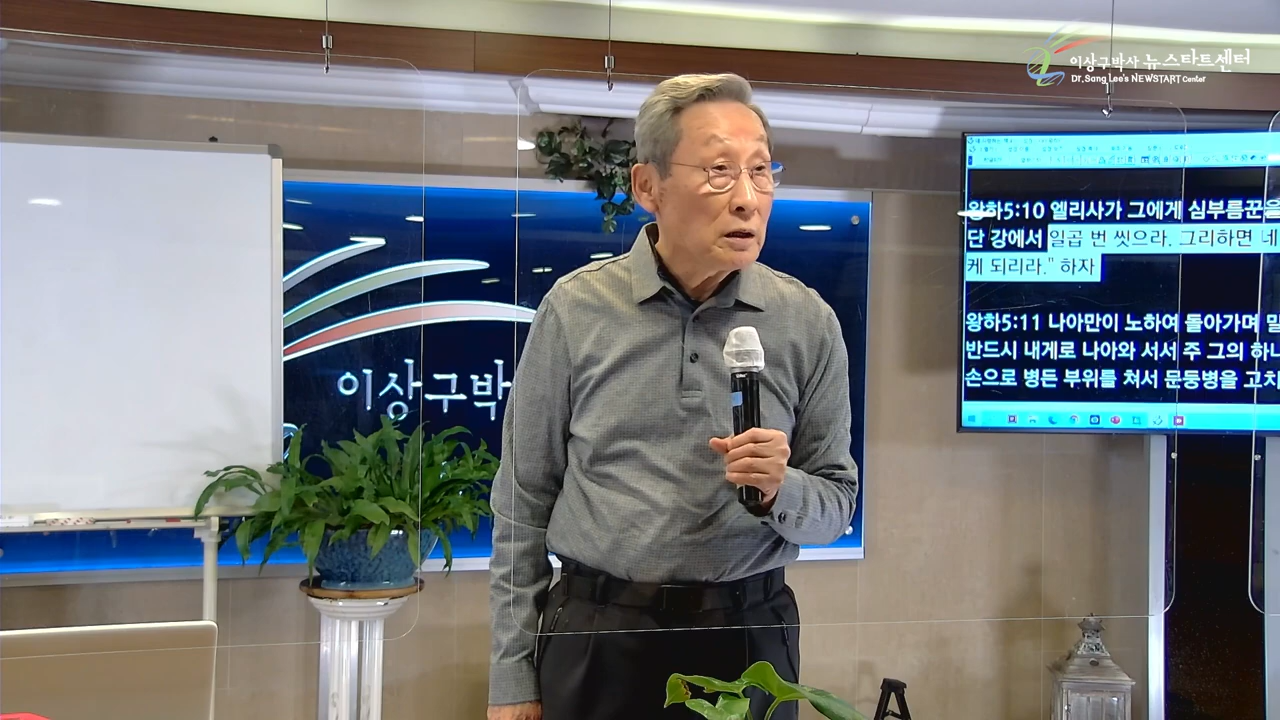 이상구박사 뉴스타트센터
Dr. Sang Lee's NEWSTART Center
이상구박
왕하5:10 엘리사가 그에게 심부름꾼을
단 강에서 일곱 번 씻으라. 그리하면 네
케 되리라." 하자
왕하5:11 나아만이 노하여 돌아가며 말
반드시 내게로 나아와 서서 주 그의 하나
손으로 병든 부위를 쳐서 문둥병을 고치